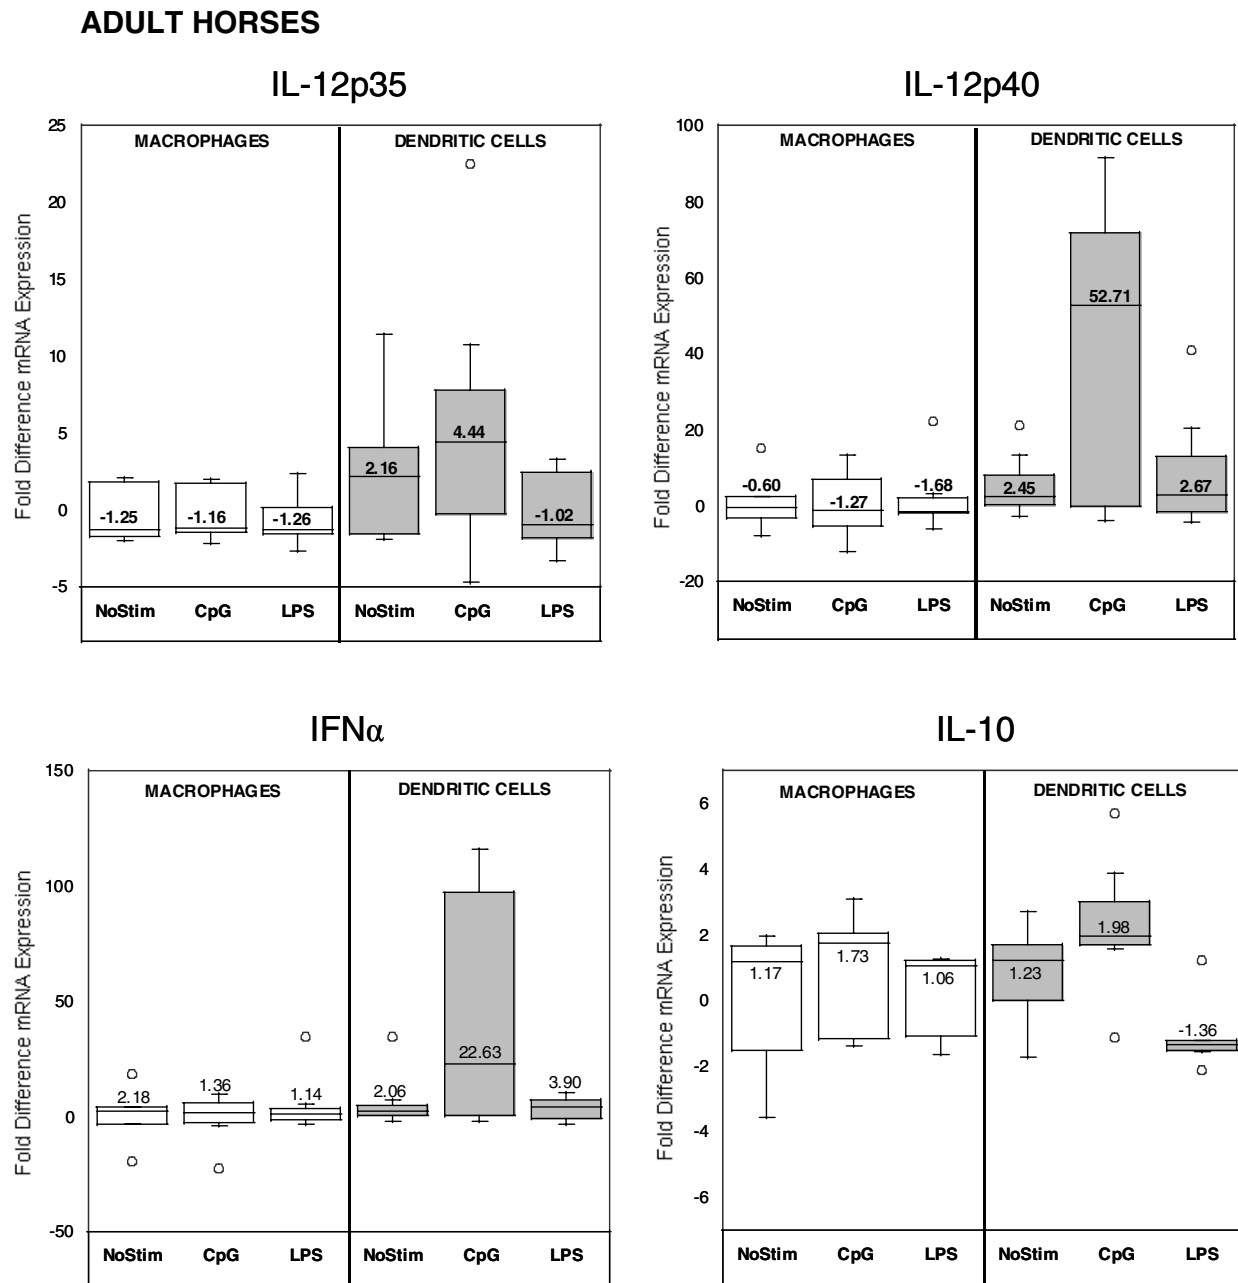 ADULT HORSES
IL-12p35
Fold Difference mRNA Expression
25
20
15
10
5
0
-5
MACROPHAGES
DENDRITIC CELLS
-1.25
-1.16
-1.26
2.16
4.44
-1.02
NoStim
CpG
LPS
NoStim
CpG
LPS
IL-12p40
Fold Difference mRNA Expression
100
80
60
40
20
0
-20
MACROPHAGES
DENDRITIC CELLS
-0.60
-1.27
-1.68
2.45
52.71
2.67
NoStim
CpG
LPS
NoStim
CpG
LPS
IFNα
Fold Difference mRNA Expression
150
100
50
0
-50
MACROPHAGES
DENDRITIC CELLS
2.18
1.36
1.14
2.06
22.63
3.90
NoStim
CpG
LPS
NoStim
CpG
LPS
IL-10
Fold Difference mRNA Expression
6
4
2
0
-2
-4
-6
MACROPHAGES
DENDRITIC CELLS
1.17
1.73
1.06
1.23
1.98
-1.36
NoStim
CpG
LPS
NoStim
CpG
LPS